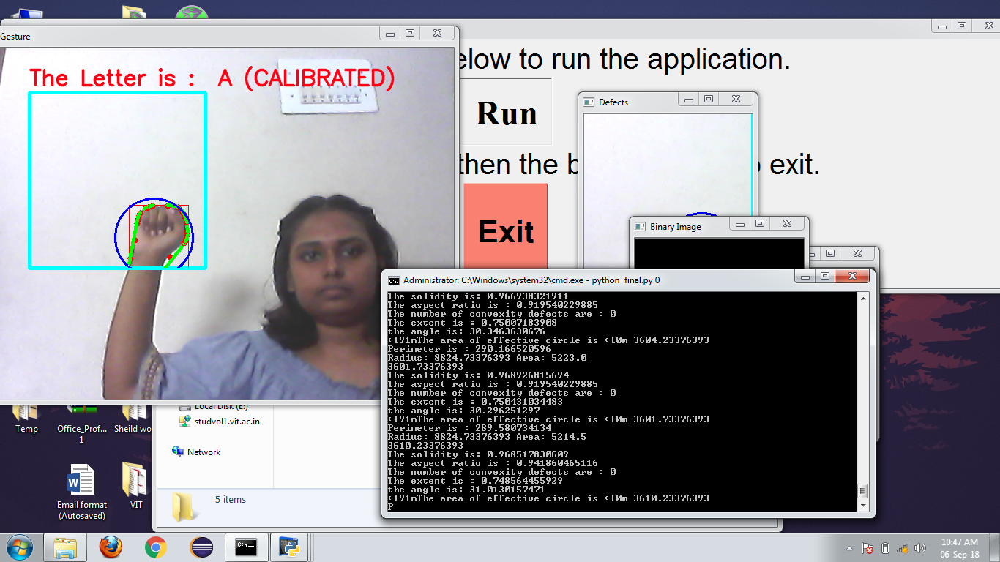 Gesture
The Letter is :  A (CALIBRATED)
elow to run the application.
Run
then the b
o exit.
Exit
Defects
Binary Image
Administrator: C:\Windows\system32\cmd.exe - python  final.py 0
The solidity is: 0.966938321911
The aspect ratio is : 0.919540229885
The number of convexity defects are : 0
The extent is : 0.75007183908
the angle is: 30.3463630676
←[91mThe area of effective circle is ←[0m 3604.23376393
Perimeter is : 290.166520596
Radius: 8824.73376393 Area: 5223.0
3601.73376393
The solidity is: 0.968926815694
The aspect ratio is : 0.919540229885
The number of convexity defects are : 0
The extent is : 0.750431034483
the angle is: 30.296251297
←[91mThe area of effective circle is ←[0m 3601.73376393
Perimeter is : 289.580734134
Radius: 8824.73376393 Area: 5214.5
3610.23376393
The solidity is: 0.968517830609
The aspect ratio is : 0.941860465116
The number of convexity defects are : 0
The extent is : 0.748564455929
the angle is: 31.0130157471
←[91mThe area of effective circle is ←[0m 3610.23376393
P
Local Disk (E:)
studvol1.vit.ac.in
Network
5 items
Temp
Office_Prof...
1
Sheild wo
Email format
(Autosaved)
VIT
10:47 AM
06-Sep-18